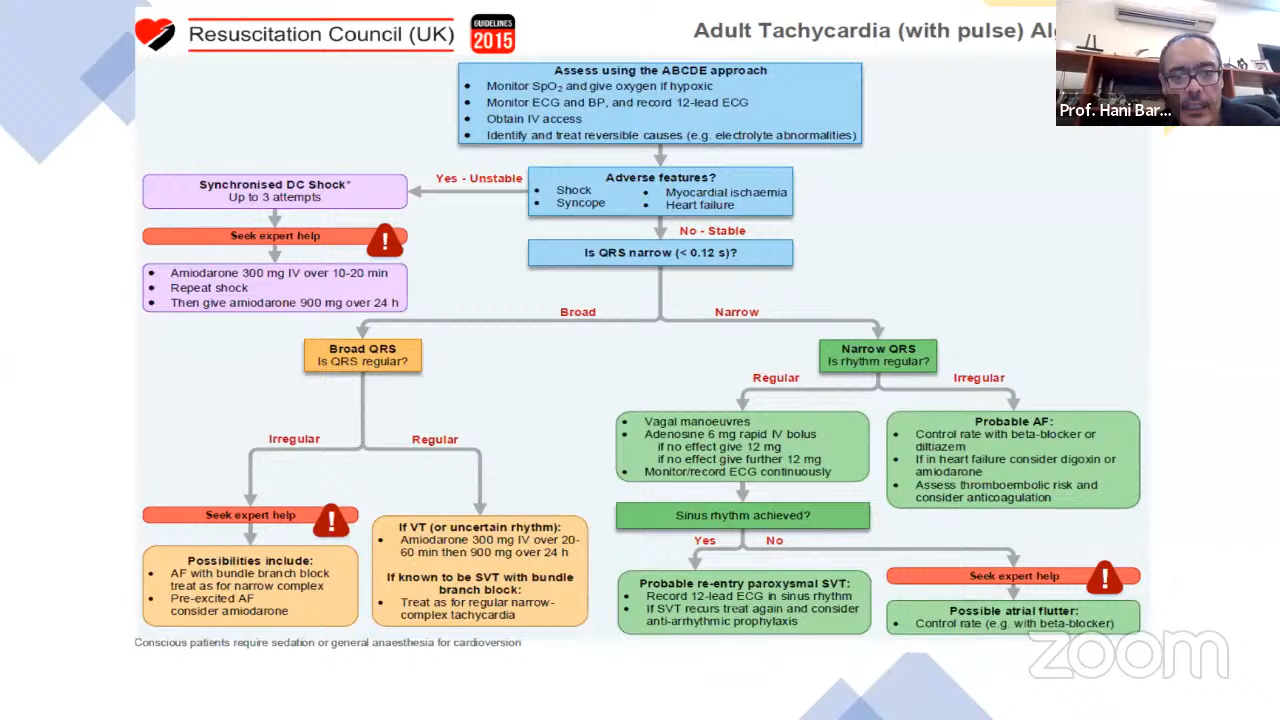 Resuscitation Council (UK)
GUIDELINES
2015
Adult Tachycardia (with pulse)
Prof. Hani Bar...
Assess using the ABCDE approach
• Monitor SpO₂ and give oxygen if hypoxic
• Monitor ECG and BP, and record 12-lead ECG
• Obtain IV access
• Identify and treat reversible causes (e.g. electrolyte abnormalities)
Adverse features?
• Shock
• Syncope
• Myocardial ischaemia
• Heart failure
Yes - Unstable
Synchronised DC Shock*
Up to 3 attempts
Seek expert help
!
• Amiodarone 300 mg IV over 10-20 min
• Repeat shock
• Then give amiodarone 900 mg over 24 h
No - Stable
Is QRS narrow (< 0.12 s)?
Broad
Narrow
Broad QRS
Is QRS regular?
Narrow QRS
Is rhythm regular?
Irregular
Regular
Seek expert help
!
Possibilities include:
• AF with bundle branch block
treat as for narrow complex
• Pre-excited AF
consider amiodarone
If VT (or uncertain rhythm):
• Amiodarone 300 mg IV over 20-
60 min then 900 mg over 24 h
If known to be SVT with bundle
branch block:
• Treat as for regular narrow-
complex tachycardia
Regular
Irregular
• Vagal manoeuvres
• Adenosine 6 mg rapid IV bolus
if no effect give 12 mg
if no effect give further 12 mg
• Monitor/record ECG continuously
Probable AF:
• Control rate with beta-blocker or
diltiazem
• If in heart failure consider digoxin or
amiodarone
• Assess thromboembolic risk and
consider anticoagulation
Sinus rhythm achieved?
Yes
No
Probable re-entry paroxysmal SVT:
• Record 12-lead ECG in sinus rhythm
• If SVT recurs treat again and consider
anti-arrhythmic prophylaxis
Seek expert help
!
Possible atrial flutter:
• Control rate (e.g. with beta-blocker)
Conscious patients require sedation or general anaesthesia for cardioversion
zoom